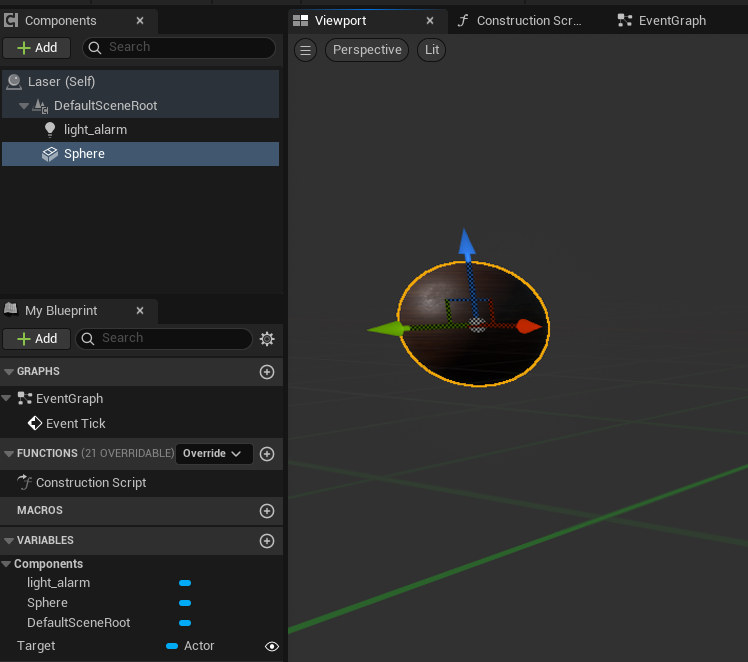 Components
Add
Search
Laser (Self)
DefaultSceneRoot
light_alarm
Sphere
My Blueprint
Add
Search
GRAPHS
EventGraph
Event Tick
FUNCTIONS (21 OVERRIDABLE) Override
Construction Script
MACROS
VARIABLES
Components
light_alarm
Sphere
DefaultSceneRoot
Target Actor
Viewport Construction Scr... EventGraph
Perspective Lit